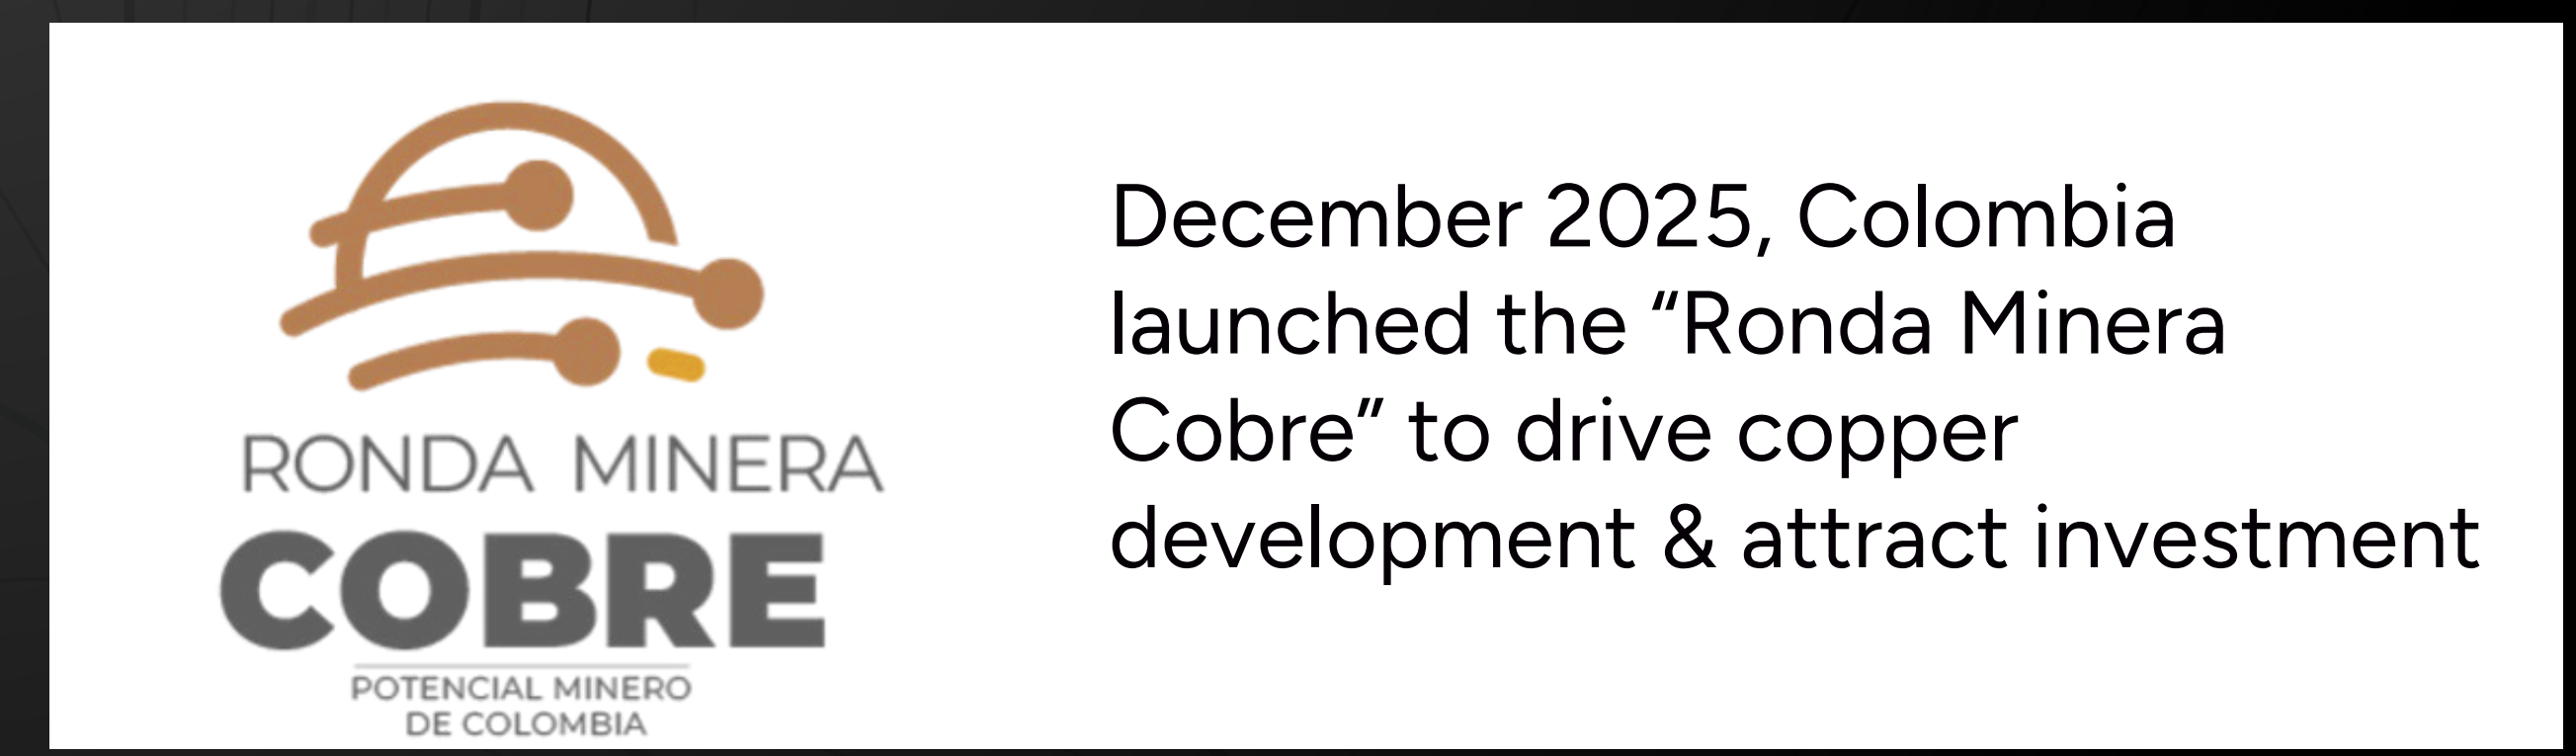 RONDA MINERA
COBRE
POTENCIAL MINERO
DE COLOMBIA
December 2025, Colombia
launched the “Ronda Minera
Cobre” to drive copper
development & attract investment